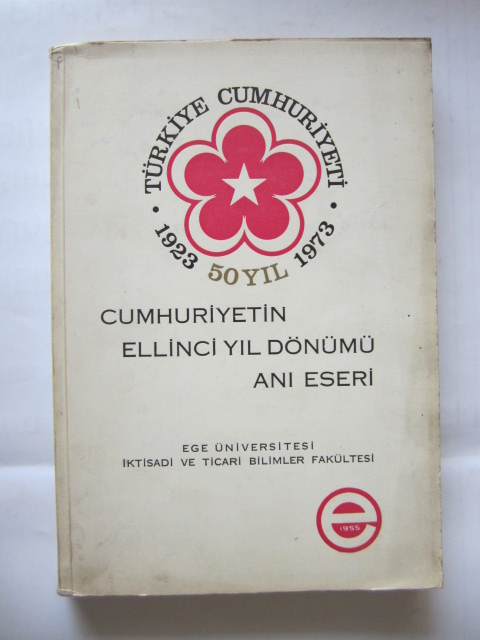 TÜRKİYE CUMHURİYETİ
• 1923 50 YIL 1973 •
CUMHURİYETİN
ELLİNCİ YIL DÖNÜMÜ
ANI ESERİ
EGE ÜNİVERSİTESİ
İKTİSADİ VE TİCARİ BİLİMLER FAKÜLTESİ
e
1955